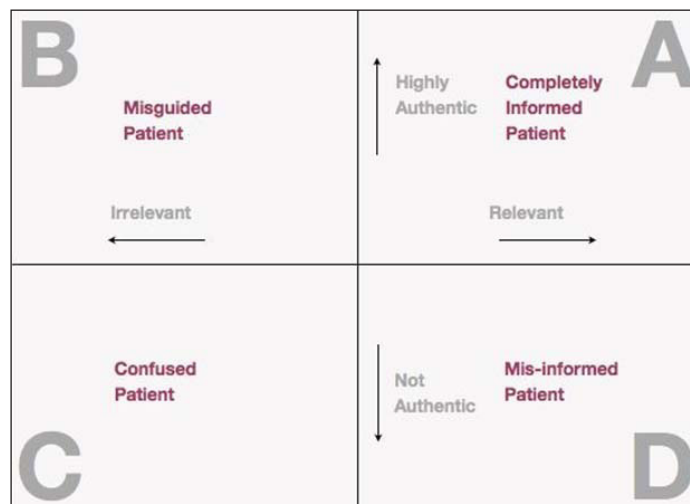 B
Misguided
Patient
Irrelevant
A
Highly
Authentic
Completely
Informed
Patient
Relevant
Confused
Patient
C
Not
Authentic
Mis-informed
Patient
D